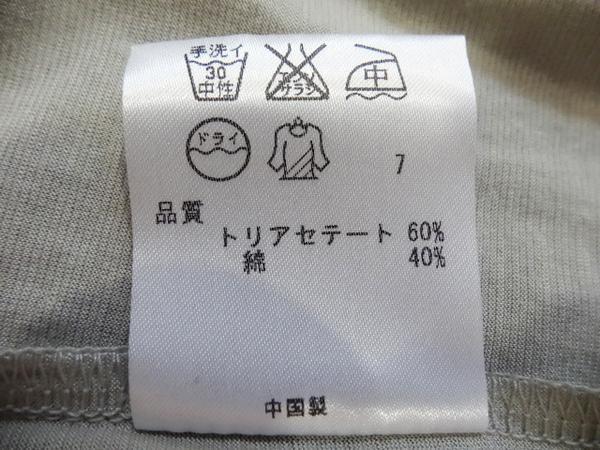 手洗イ
30
中性
エンソ
サラシ
中
ドライ
7
品質
トリアセテート 60%
綿 40%
中国製